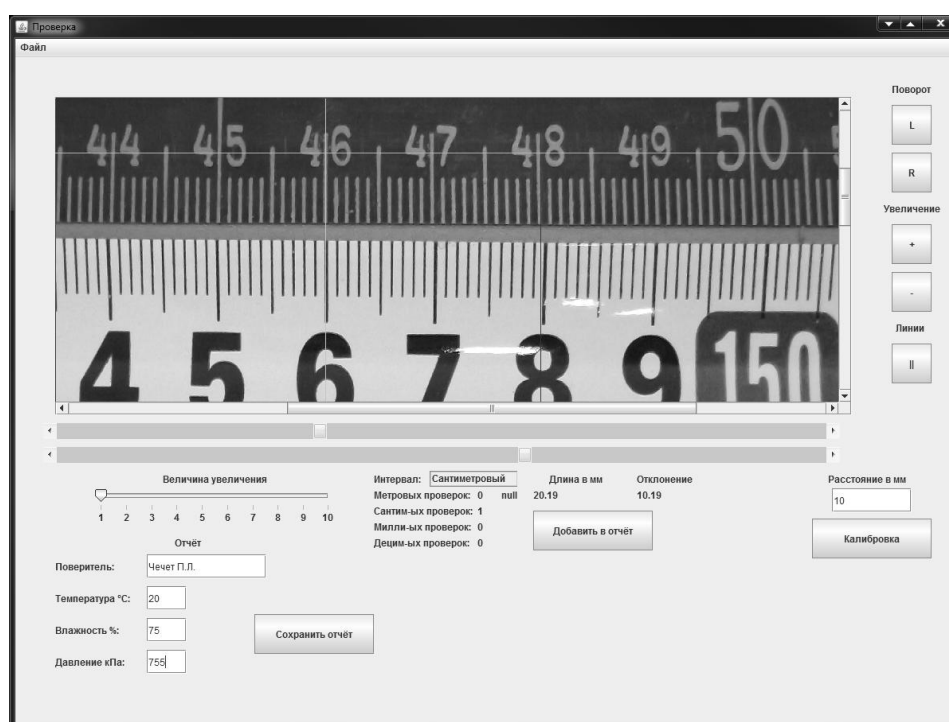 Проверка
Файл
Поворот
L
R
Увеличение
+
-
Линии
||
44 45 46 47 48 49 50 5
4 5 6 7 8 9 150
Величина увеличения
1 2 3 4 5 6 7 8 9 10
Интервал: Сантиметровый
Метровых проверок: 0 null
Сантим-ых проверок: 1
Милли-ых проверок: 0
Децим-ых проверок: 0
Длина в мм Отклонение
20.19 10.19
Добавить в отчёт
Расстояние в мм
10
Калибровка
Отчёт
Поверитель: Чечет П.Л.
Температура °C: 20
Влажность %: 75
Давление кПа: 755
Сохранить отчёт